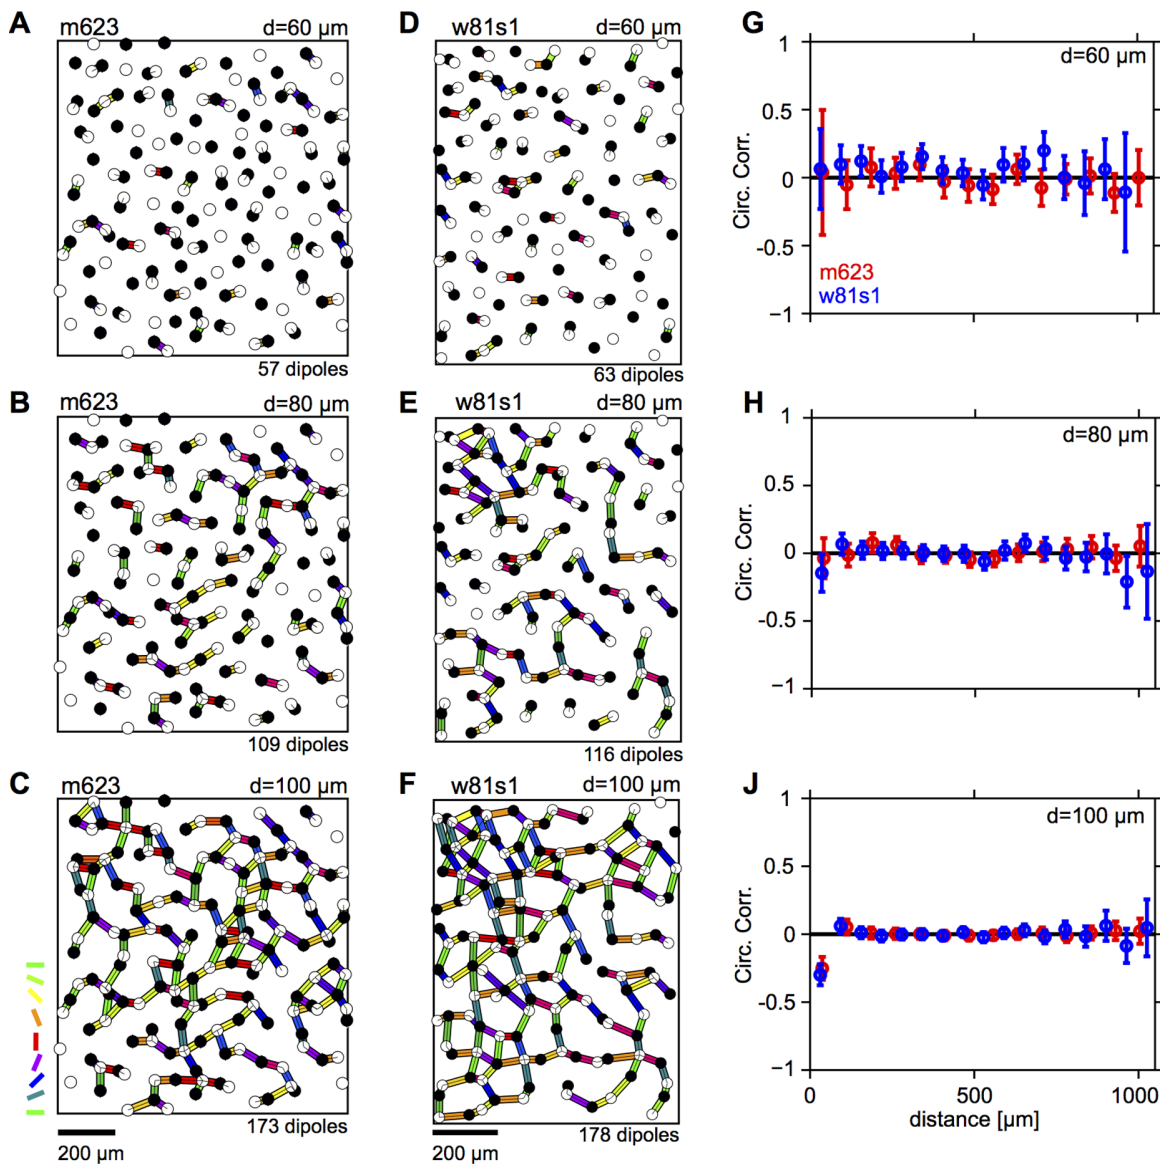 A
m623
d=60 µm
57 dipoles
B
m623
d=80 µm
109 dipoles
C
m623
d=100 µm
173 dipoles
200 µm
D
w81s1
d=60 µm
63 dipoles
E
w81s1
d=80 µm
116 dipoles
F
w81s1
d=100 µm
178 dipoles
200 µm
G
d=60 µm
1
0.5
0
−0.5
−1
Circ. Corr.
m623
w81s1
H
d=80 µm
1
0.5
0
−0.5
−1
Circ. Corr.
J
d=100 µm
1
0.5
0
−0.5
−1
Circ. Corr.
0
500
1000
distance [µm]